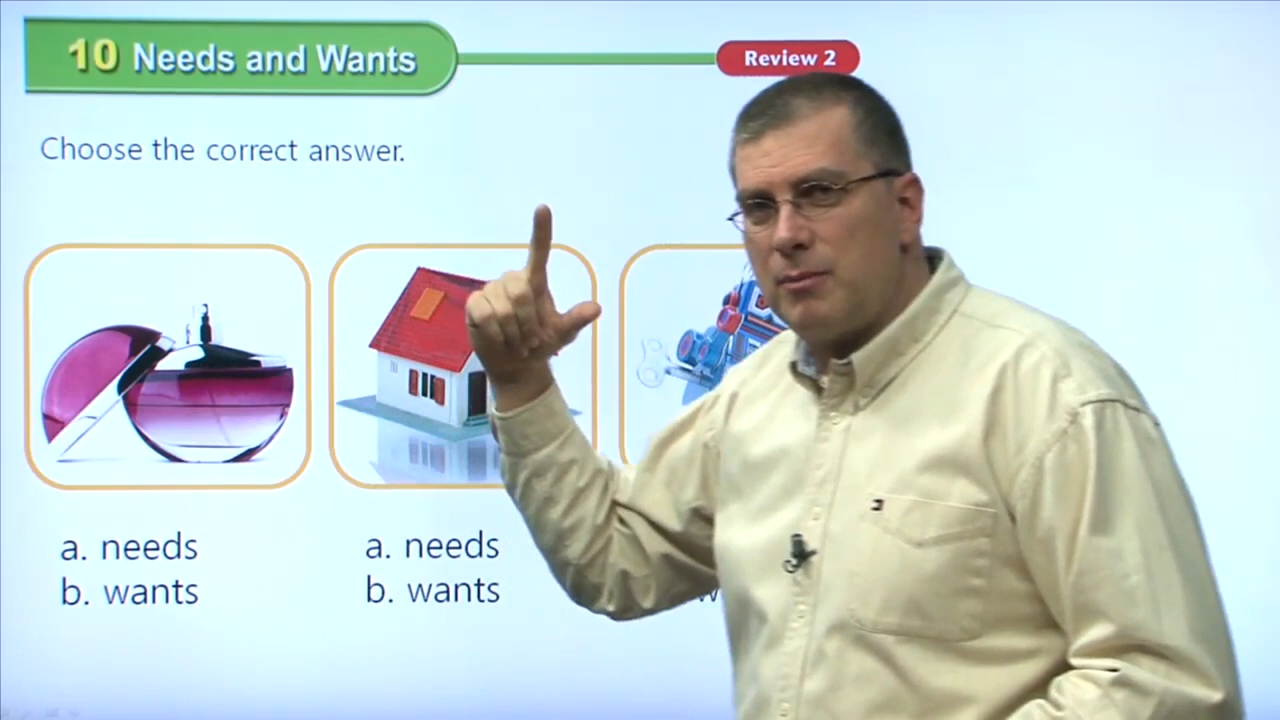 10 Needs and Wants
Review 2
Choose the correct answer.
a. needs
b. wants
a. needs
b. wants